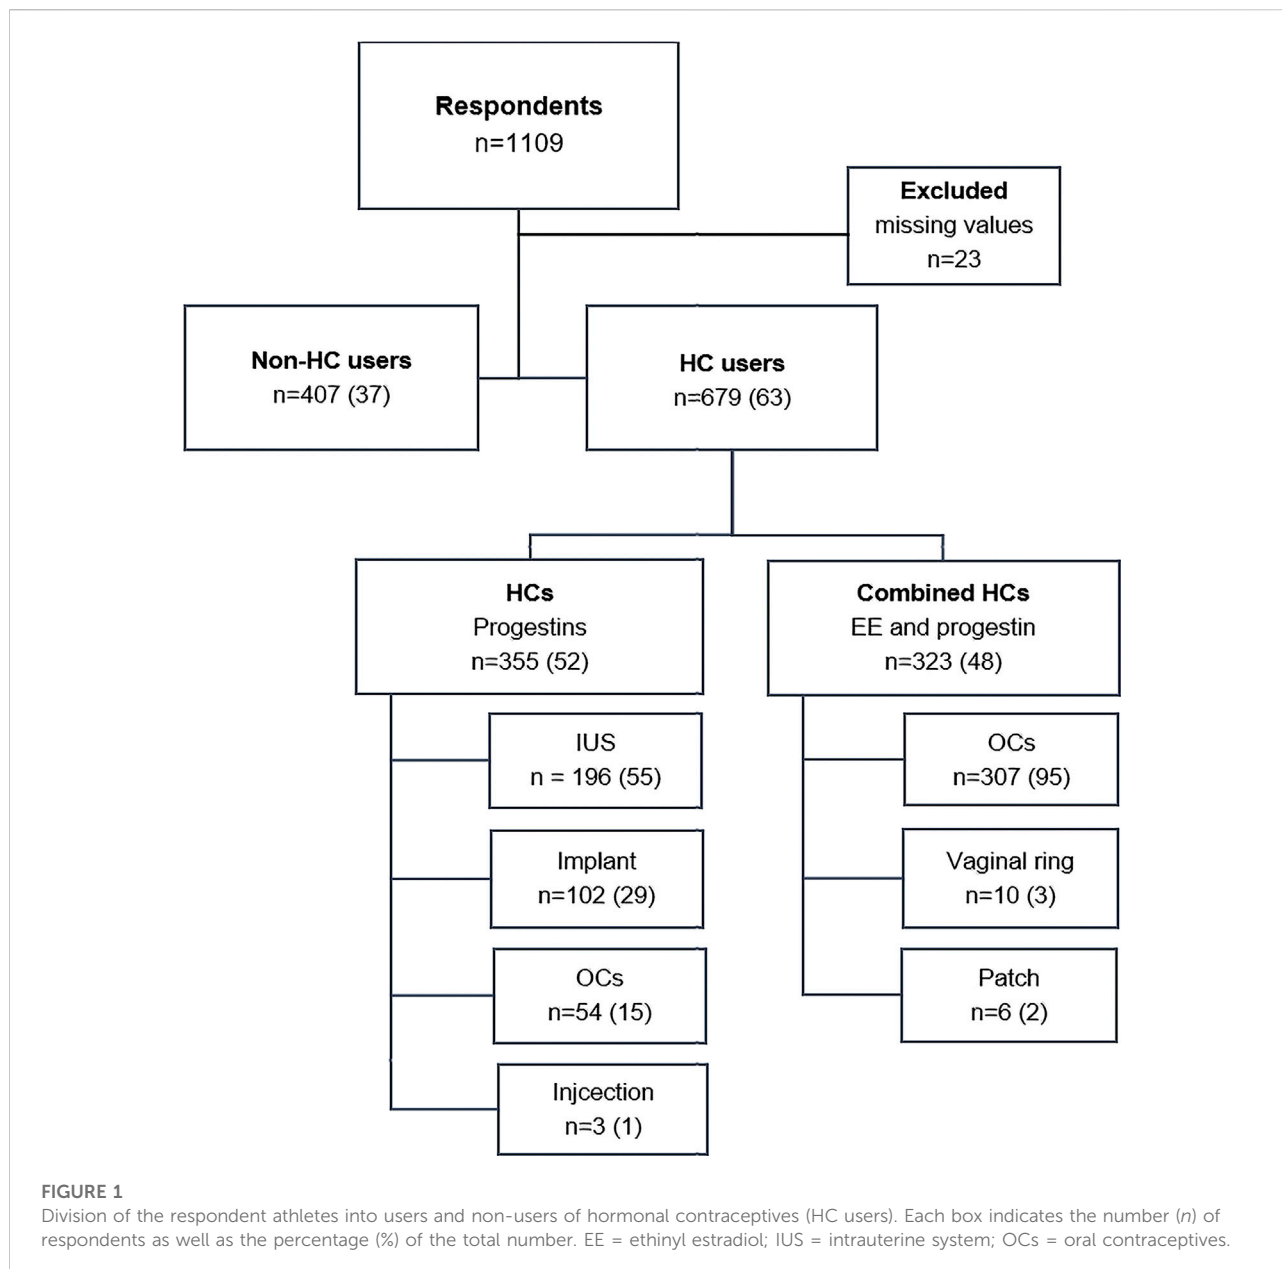 Respondents
n=1109
Excluded
missing values
n=23
Non-HC users
n=407 (37)
HC users
n=679 (63)
HCs
Progestins
n=355 (52)
Combined HCs
EE and progestin
n=323 (48)
IUS
n = 196 (55)
Implant
n=102 (29)
OCs
n=54 (15)
Injcection
n=3 (1)
OCs
n=307 (95)
Vaginal ring
n=10 (3)
Patch
n=6 (2)
FIGURE 1
Division of the respondent athletes into users and non-users of hormonal contraceptives (HC users). Each box indicates the number (n) of
respondents as well as the percentage (%) of the total number. EE = ethinyl estradiol; IUS = intrauterine system; OCs = oral contraceptives.